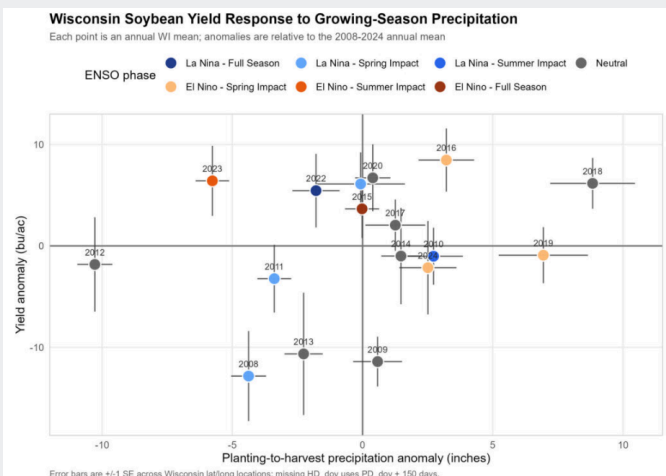 Wisconsin Soybean Yield Response to Growing-Season Precipitation
Each point is an annual WI mean; anomalies are relative to the 2008-2024 annual mean
ENSO phase
La Nina - Full Season
La Nina - Spring Impact
La Nina - Summer Impact
Neutral
El Nino - Spring Impact
El Nino - Summer Impact
El Nino - Full Season
10
0
-10
Yield anomaly (bu/ac)
2016
2023
2020
2018
2022
2015
2017
2014
2010
2012
2019
2011
2013
2009
2008
-10
-5
0
5
10
Planting-to-harvest precipitation anomaly (inches)
Error bars are +/-1 SE across Wisconsin lat/long locations; missing HD_doy uses PD_doy + 150 days.